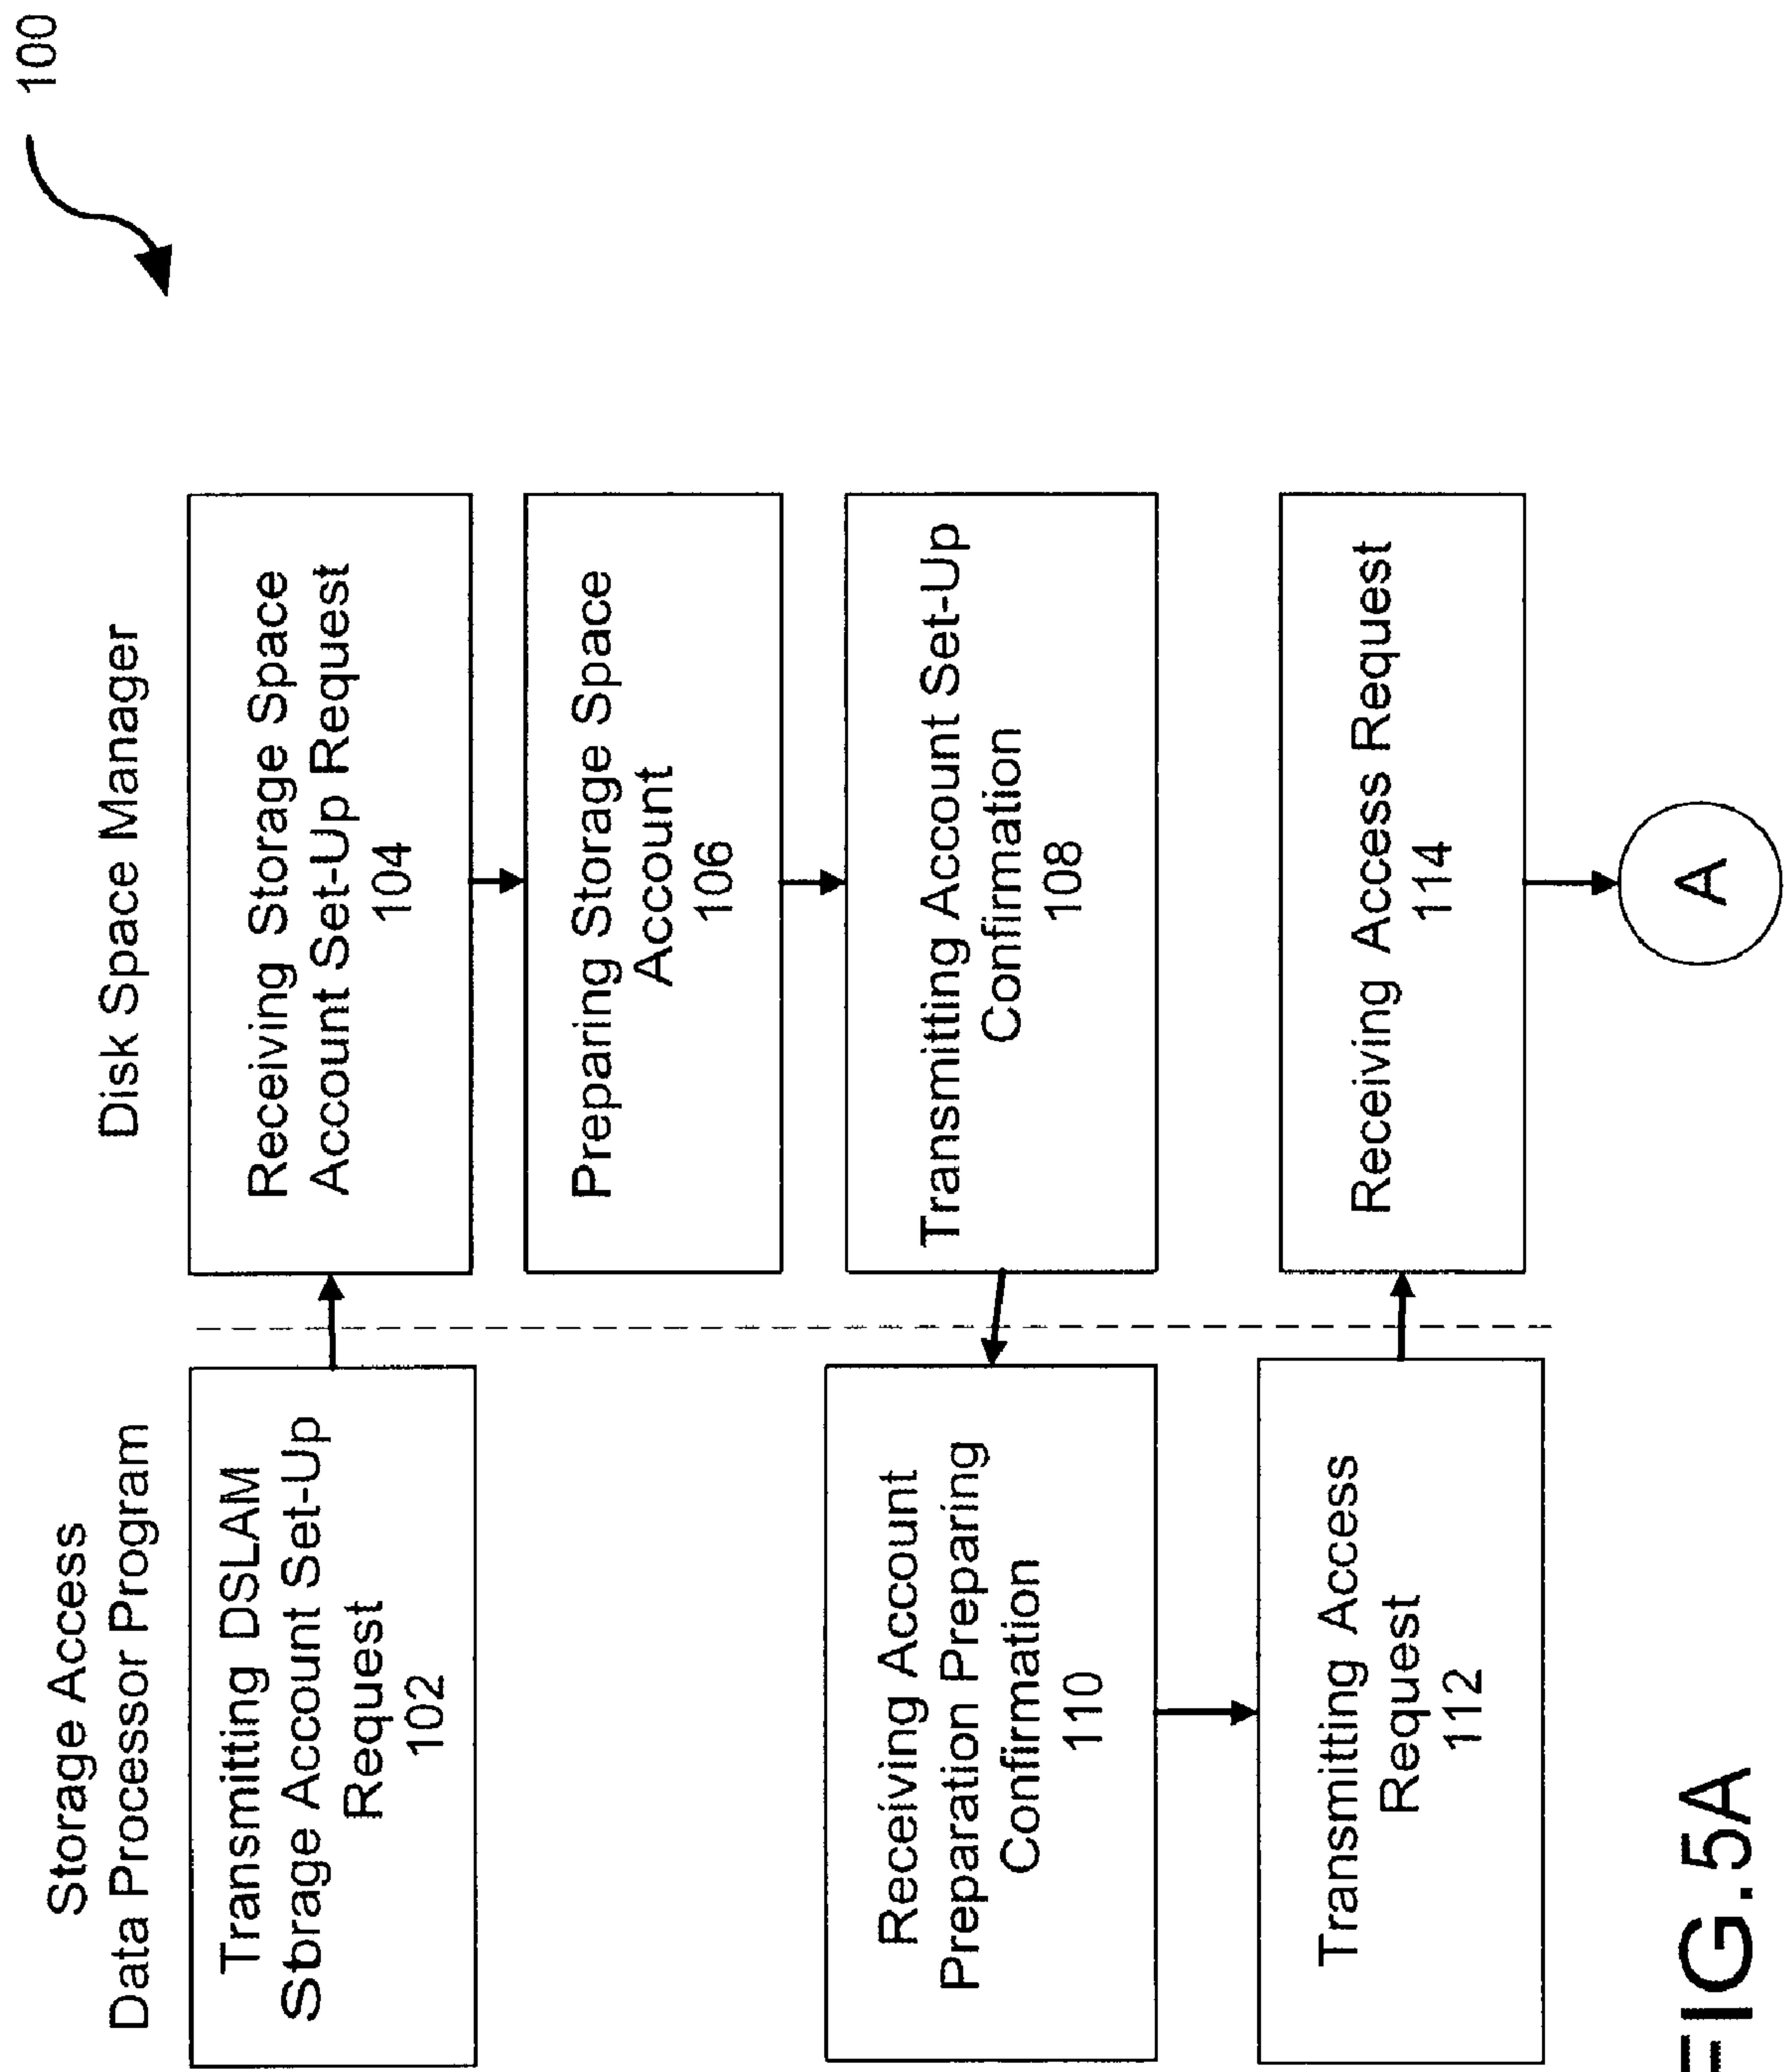 100
Storage Access
Data Processor Program
Disk Space Manager
Transmitting DSLAM
Storage Account Set-Up
Request
102
Receiving Storage Space
Account Set-Up Request
104
Preparing Storage Space
Account
106
Transmitting Account Set-Up
Confirmation
108
Receiving Account
Preparation Preparing
Confirmation
110
Transmitting Access
Request
112
Receiving Access Request
114
A
FIG.5A